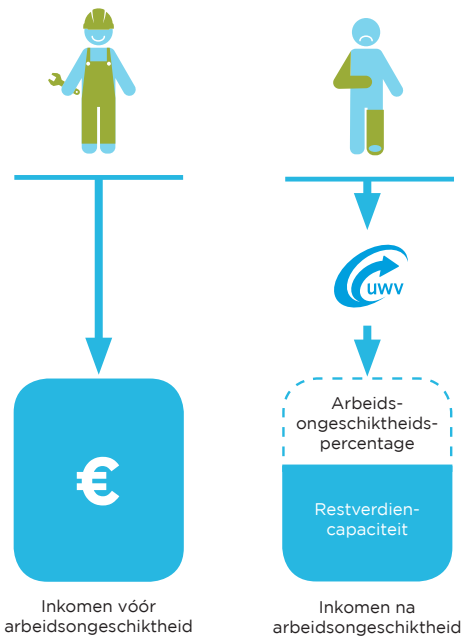 uwv
€
Arbeids-
ongeschiktheids-
percentage
Restverdien-
capaciteit
Inkomen vóór
arbeidsongeschiktheid
Inkomen na
arbeidsongeschiktheid